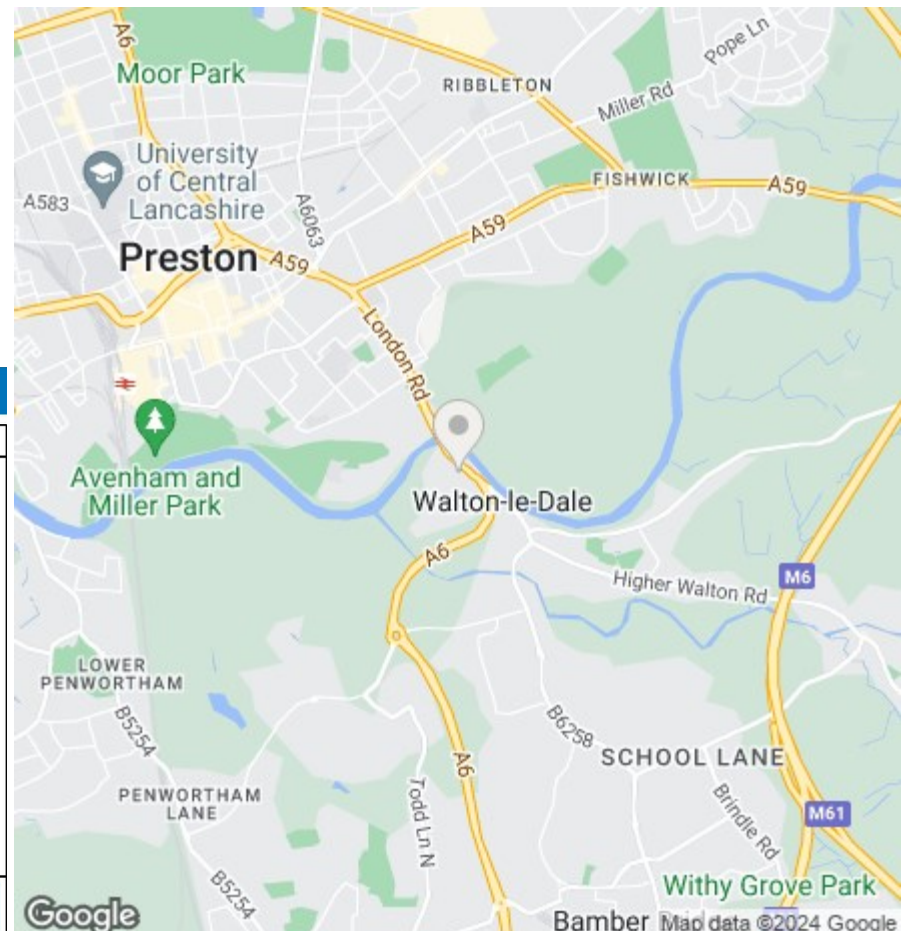 A6
Moor Park
Pope Ln
RIBBLETON
Miller Rd
University
of Central
Lancashire
A583
A6063
FISHWICK
A59
A59
Preston
A59
London Rd
Avenham and
Miller Park
Walton-le-Dale
A6
Higher Walton Rd
M6
LOWER
PENWORTHAM
B5254
B6258
SCHOOL LANE
A6
PENWORTHAM
LANE
Todd Ln N
Brindle Rd
M61
B5254
Withy Grove Park
Google
Bamber
Map data ©2024 Google